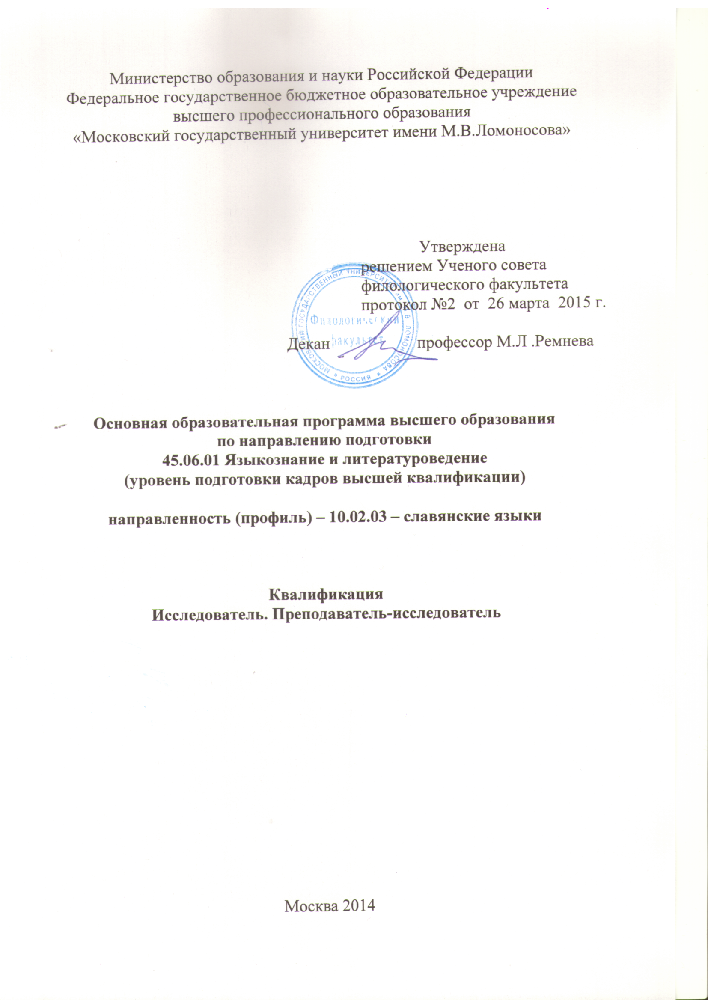 Министерство образования и науки Российской Федерации
Федеральное государственное бюджетное образовательное учреждение
высшего профессионального образования
«Московский государственный университет имени М.В.Ломоносова»
Утверждена
решением Ученого совета
филологического факультета
протокол №2 от 26 марта 2015 г.
Декан профессор М.Л .Ремнева
МОСКОВСКИЙ ГОСУДАРСТВЕННЫЙ УНИВЕРСИТЕТ ИМ М В ЛОМОНОСОВА
* РОССИЯ *
Филологический
факультет
Основная образовательная программа высшего образования
по направлению подготовки
45.06.01 Языкознание и литературоведение
(уровень подготовки кадров высшей квалификации)
направленность (профиль) – 10.02.03 – славянские языки
Квалификация
Исследователь. Преподаватель-исследователь
Москва 2014